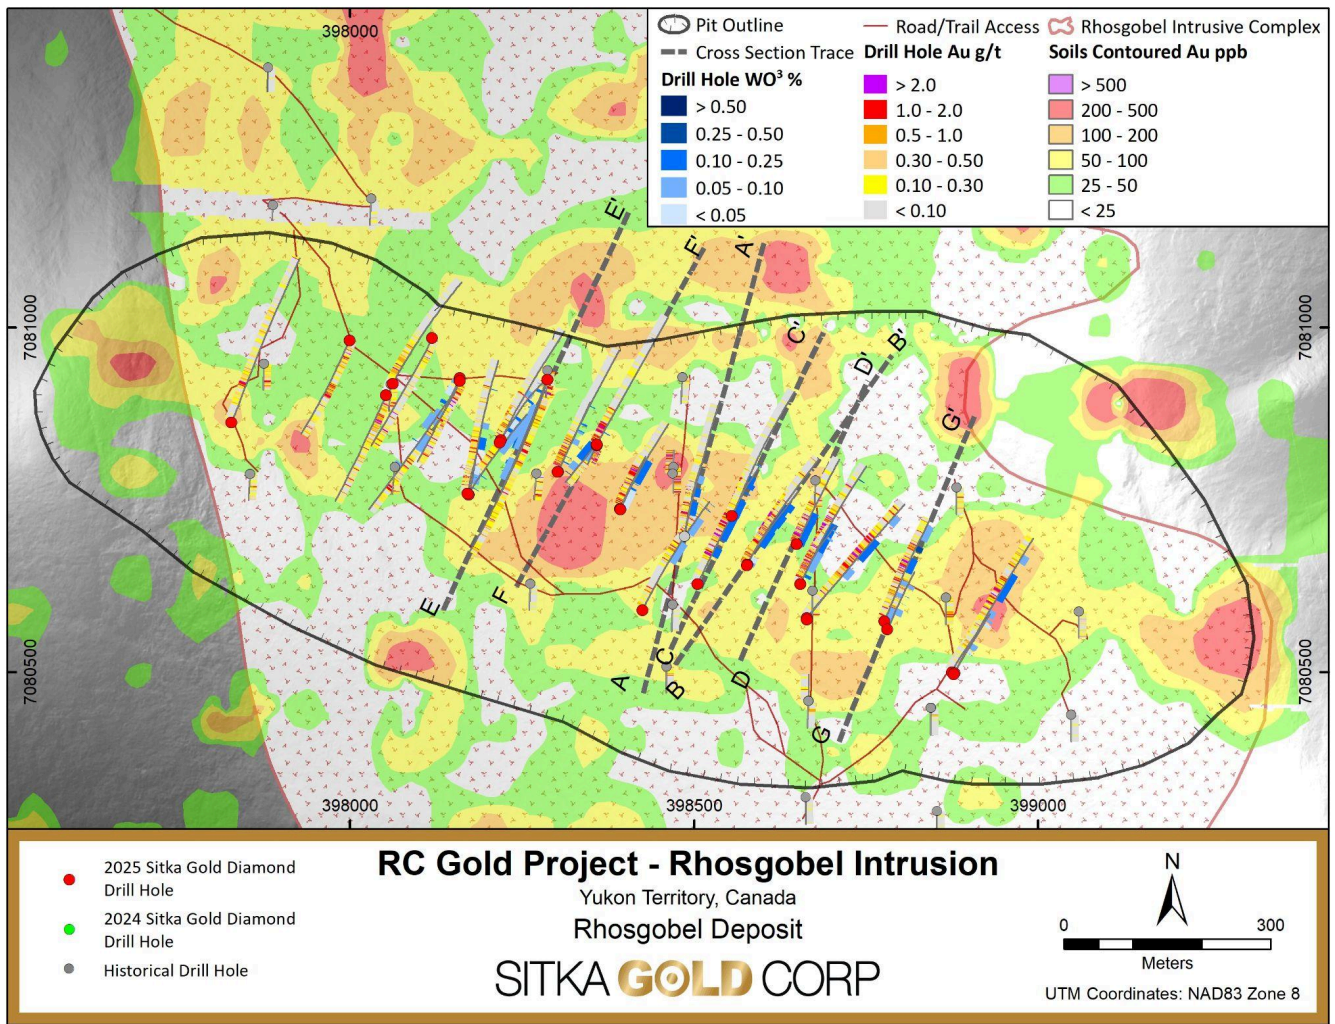 398000
Pit Outline
Cross Section Trace
Drill Hole WO³ %
> 0.50
0.25 - 0.50
0.10 - 0.25
0.05 - 0.10
< 0.05
Road/Trail Access
Drill Hole Au g/t
> 2.0
1.0 - 2.0
0.5 - 1.0
0.30 - 0.50
0.10 - 0.30
< 0.10
Rhosgobel Intrusive Complex
Soils Contoured Au ppb
> 500
200 - 500
100 - 200
50 - 100
25 - 50
< 25
E'
F'
A'
7081000
7081000
C'
B'
D'
G'
E
F
7080500
7080500
C
A
B
D
G
398000
398500
399000
2025 Sitka Gold Diamond
Drill Hole
2024 Sitka Gold Diamond
Drill Hole
Historical Drill Hole
RC Gold Project - Rhosgobel Intrusion
Yukon Territory, Canada
Rhosgobel Deposit
SITKA GOLD CORP
N
0 300
Meters
UTM Coordinates: NAD83 Zone 8